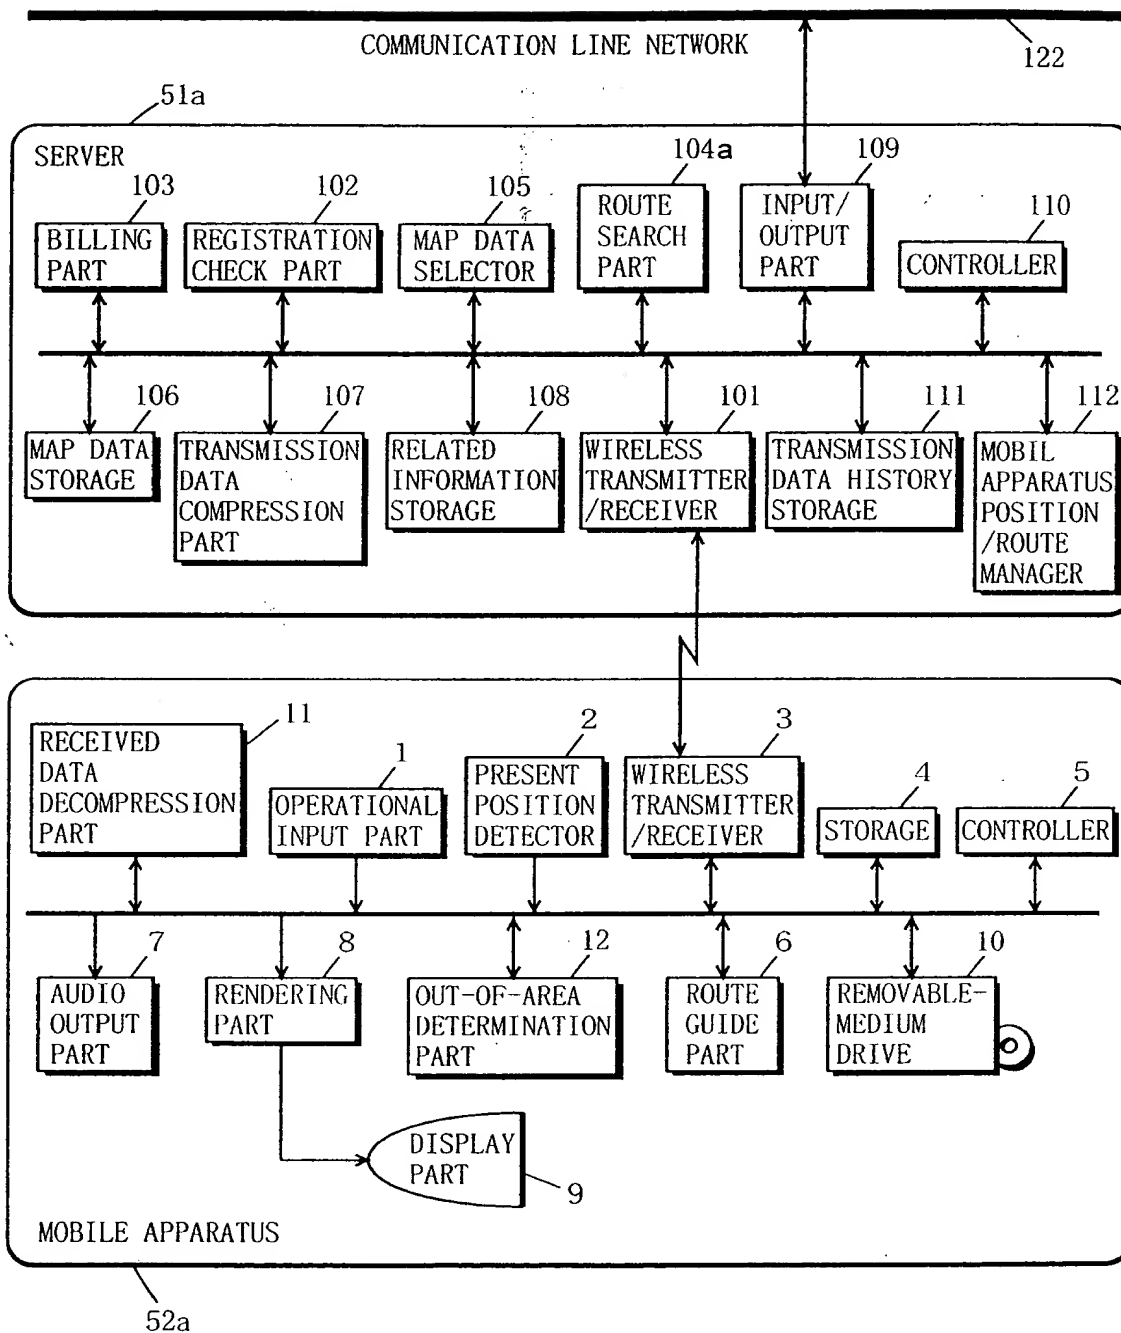 COMMUNICATION LINE NETWORK
122
51a
SERVER
103
102
105
104a
109
110
BILLING
PART
REGISTRATION
CHECK PART
MAP DATA
SELECTOR
ROUTE
SEARCH
PART
INPUT/
OUTPUT
PART
CONTROLLER
106
107
108
101
111
112
MAP DATA
STORAGE
TRANSMISSION
DATA
COMPRESSION
PART
RELATED
INFORMATION
STORAGE
WIRELESS
TRANSMITTER
/RECEIVER
TRANSMISSION
DATA HISTORY
STORAGE
MOBIL
APPARATUS
POSITION
/ROUTE
MANAGER
11
1
2
3
4
5
RECEIVED
DATA
DECOMPRESSION
PART
OPERATIONAL
INPUT PART
PRESENT
POSITION
DETECTOR
WIRELESS
TRANSMITTER
/RECEIVER
STORAGE
CONTROLLER
7
8
12
6
10
AUDIO
OUTPUT
PART
RENDERING
PART
OUT-OF-AREA
DETERMINATION
PART
ROUTE
GUIDE
PART
REMOVABLE-
MEDIUM
DRIVE
DISPLAY
PART
9
MOBILE APPARATUS
52a